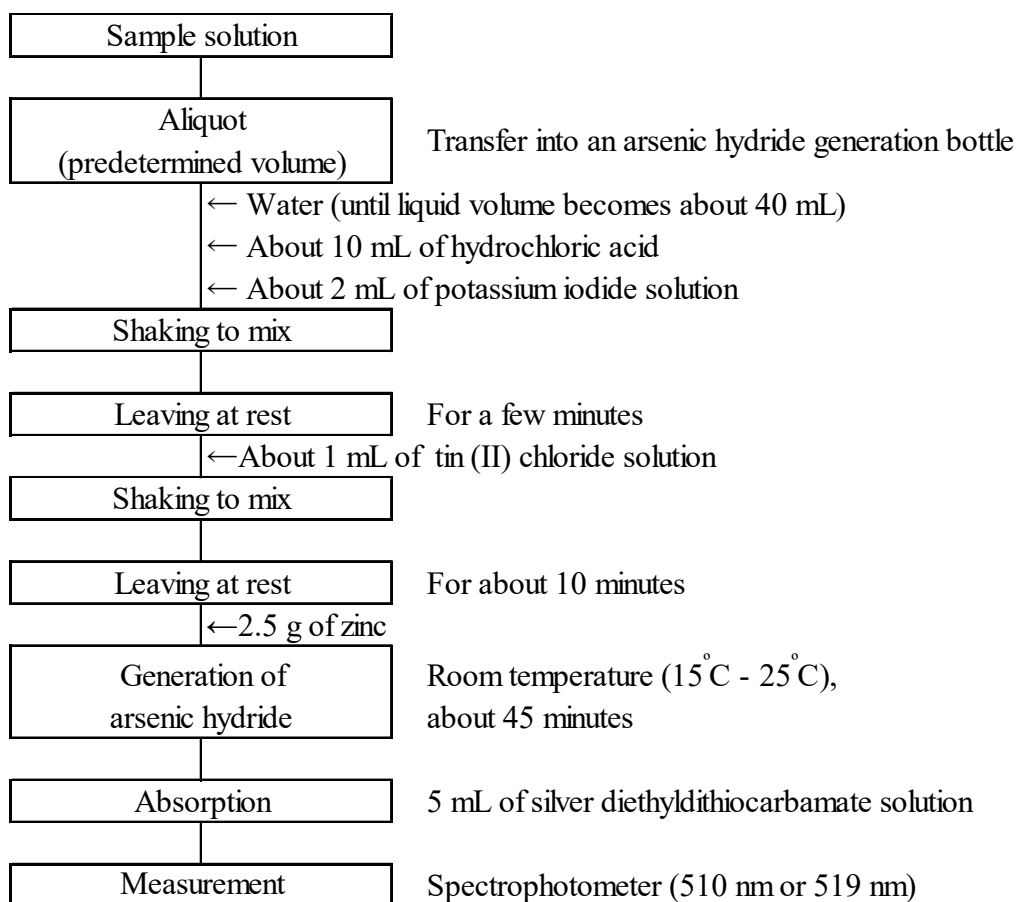 Sample solution
Aliquot
(predetermined volume)
Transfer into an arsenic hydride generation bottle
← Water (until liquid volume becomes about 40 mL)
← About 10 mL of hydrochloric acid
← About 2 mL of potassium iodide solution
Shaking to mix
Leaving at rest
For a few minutes
←About 1 mL of tin (II) chloride solution
Shaking to mix
Leaving at rest
For about 10 minutes
←2.5 g of zinc
Generation of
arsenic hydride
Room temperature (15°C - 25°C),
about 45 minutes
Absorption
5 mL of silver diethyldithiocarbamate solution
Measurement
Spectrophotometer (510 nm or 519 nm)